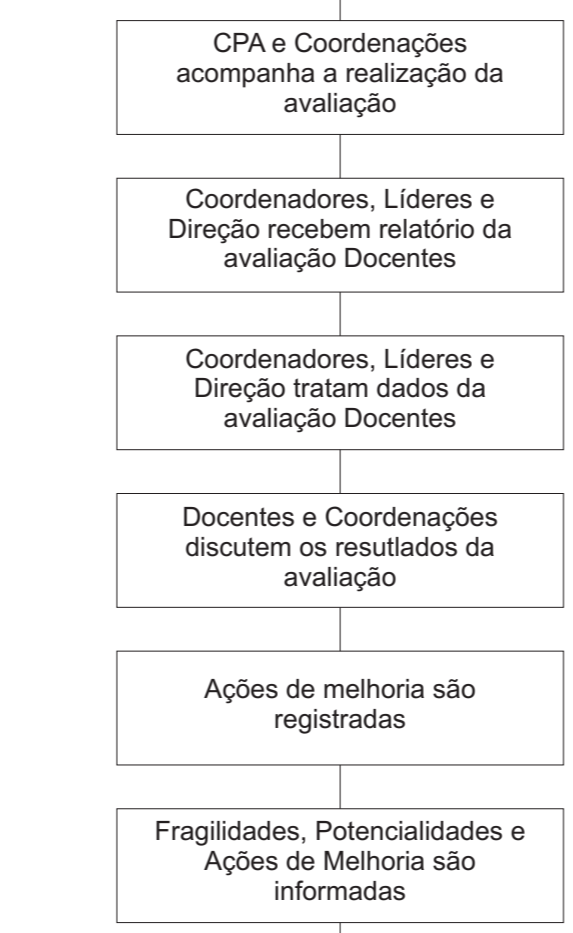 CPA e Coordenações
acompanha a realização da
avaliação
Coordenadores, Líderes e
Direção recebem relatório da
avaliação Docentes
Coordenadores, Líderes e
Direção tratam dados da
avaliação Docentes
Docentes e Coordenações
discutem os resutlados da
avaliação
Ações de melhoria são
registradas
Fragilidades, Potencialidades e
Ações de Melhoria são
informadas